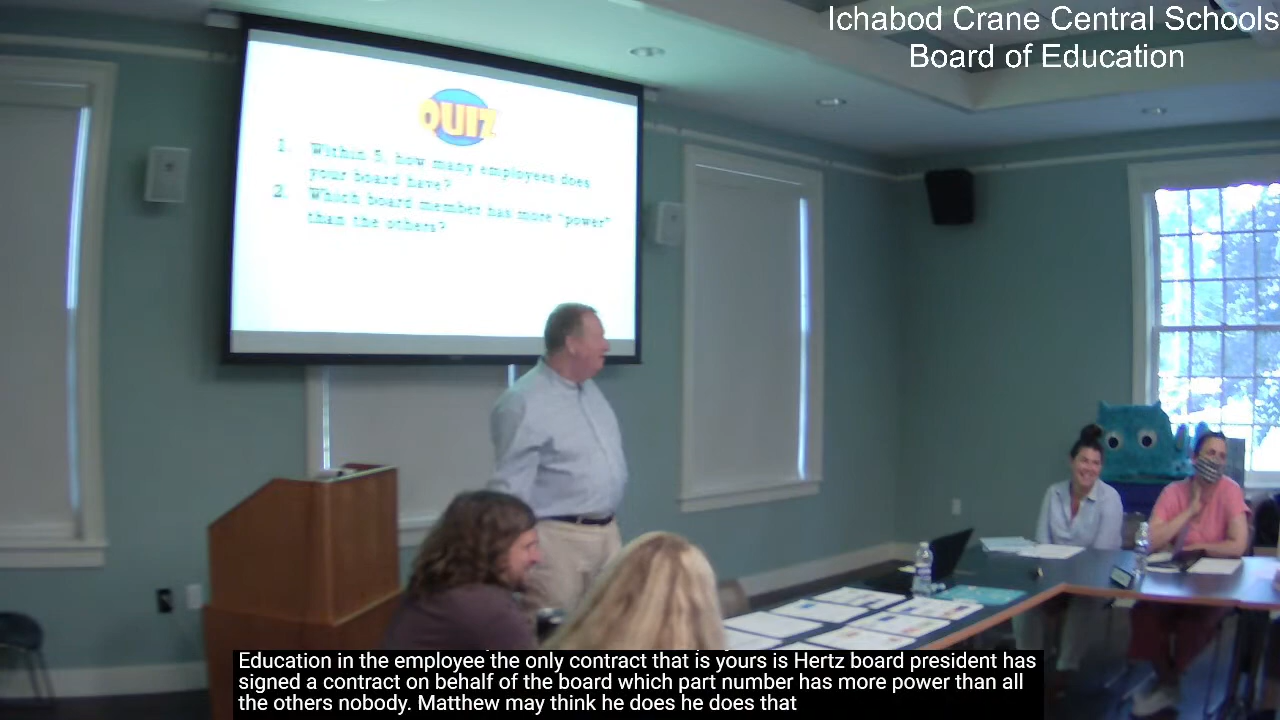 Ichabod Crane Central Schools
Board of Education
QUIZ
1. Within 5, how many employees does
your board have?
2. Which board member has more "power"
than the others?
Education in the employee the only contract that is yours is Hertz board president has
signed a contract on behalf of the board which part number has more power than all
the others nobody. Matthew may think he does he does that